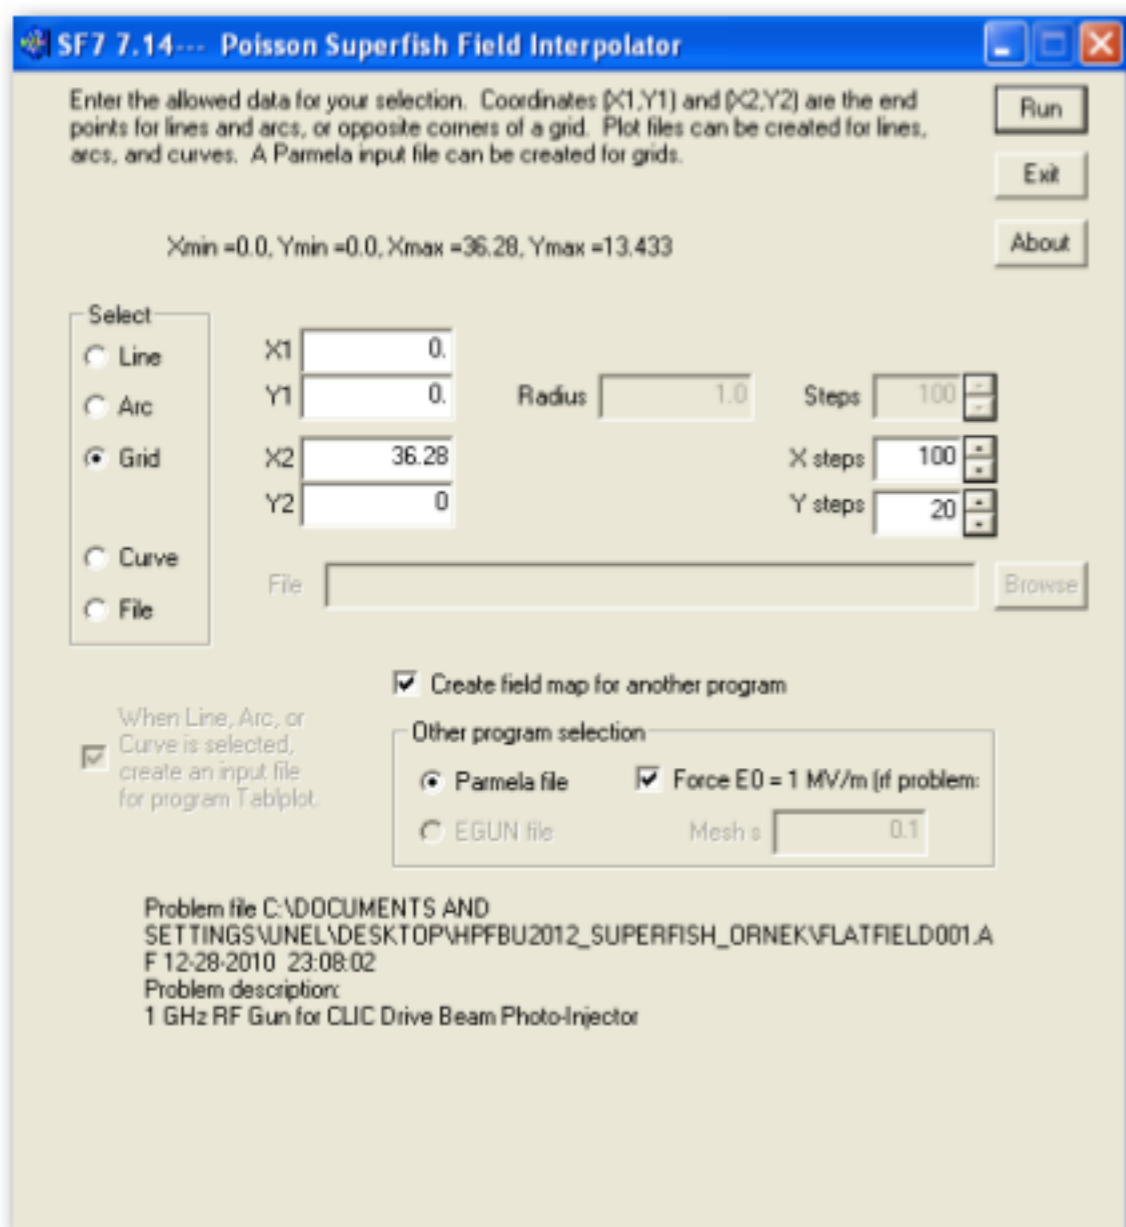 SF7 7.14--- Poisson Superfish Field Interpolator
Enter the allowed data for your selection. Coordinates (X1,Y1) and (X2,Y2) are the end
points for lines and arcs, or opposite corners of a grid. Plot files can be created for lines,
arcs, and curves. A Parmela input file can be created for grids.
Run
Exit
About
Xmin =0.0, Ymin =0.0, Xmax =36.28, Ymax =13.433
Select
Line
Arc
Grid
Curve
File
X1 0.
Y1 0.
Radius 1.0
Steps 100
X2 36.28
X steps 100
Y2 0
Y steps 20
File
Browse
Create field map for another program
When Line, Arc, or
Curve is selected,
create an input file
for program Tablplot.
Other program selection
Parmela file
Force E0 = 1 MV/m (rf problem:
EGUN file
Mesh s 0.1
Problem file C:\DOCUMENTS AND
SETTINGS\UNEL\DESKTOP\HPFBU2012_SUPERFISH_ORNEK\FLATFIELD001.A
F 12-28-2010 23:08:02
Problem description:
1 GHz RF Gun for CLIC Drive Beam Photo-Injector